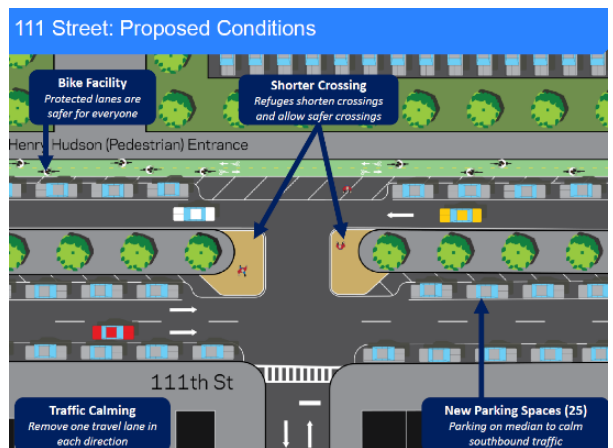 111 Street: Proposed Conditions
Bike Facility
Protected lanes are
safer for everyone
Shorter Crossing
Refuges shorten crossings
and allow safer crossings
Henry Hudson (Pedestrian) Entrance
111th St
Traffic Calming
Remove one travel lane in
each direction
New Parking Spaces (25)
Parking on median to calm
southbound traffic